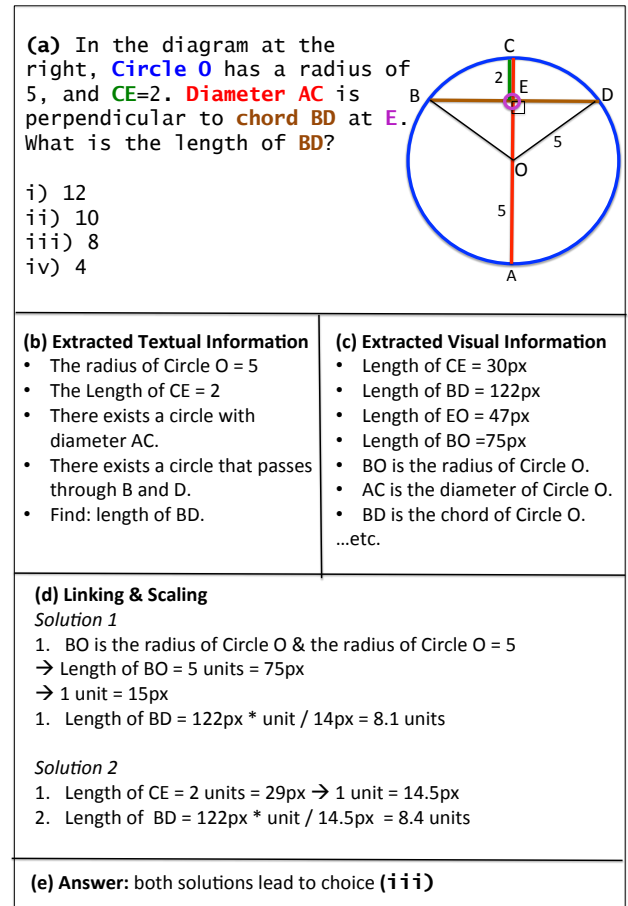 (a) In the diagram at the
right, Circle O has a radius of
5, and CE=2. Diameter AC is
perpendicular to chord BD at E.
What is the length of BD?
i) 12
ii) 10
iii) 8
iv) 4
C
2
E
B
D
5
O
5
A
(b) Extracted Textual Information
• The radius of Circle O = 5
• The Length of CE = 2
• There exists a circle with
diameter AC.
• There exists a circle that passes
through B and D.
• Find: length of BD.
(c) Extracted Visual Information
• Length of CE = 30px
• Length of BD = 122px
• Length of EO = 47px
• Length of BO =75px
• BO is the radius of Circle O.
• AC is the diameter of Circle O.
• BD is the chord of Circle O.
...etc.
(d) Linking & Scaling
Solution 1
1. BO is the radius of Circle O & the radius of Circle O = 5
→ Length of BO = 5 units = 75px
→ 1 unit = 15px
1. Length of BD = 122px * unit / 14px = 8.1 units
Solution 2
1. Length of CE = 2 units = 29px → 1 unit = 14.5px
2. Length of BD = 122px * unit / 14.5px = 8.4 units
(e) Answer: both solutions lead to choice (iii)